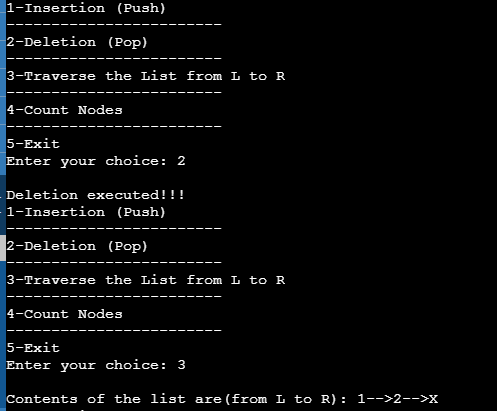 1-Insertion (Push)
------------------------
2-Deletion (Pop)
------------------------
3-Traverse the List from L to R
------------------------
4-Count Nodes
------------------------
5-Exit
Enter your choice: 2
Deletion executed!!!
1-Insertion (Push)
------------------------
2-Deletion (Pop)
------------------------
3-Traverse the List from L to R
------------------------
4-Count Nodes
------------------------
5-Exit
Enter your choice: 3
Contents of the list are(from L to R): 1-->2-->X